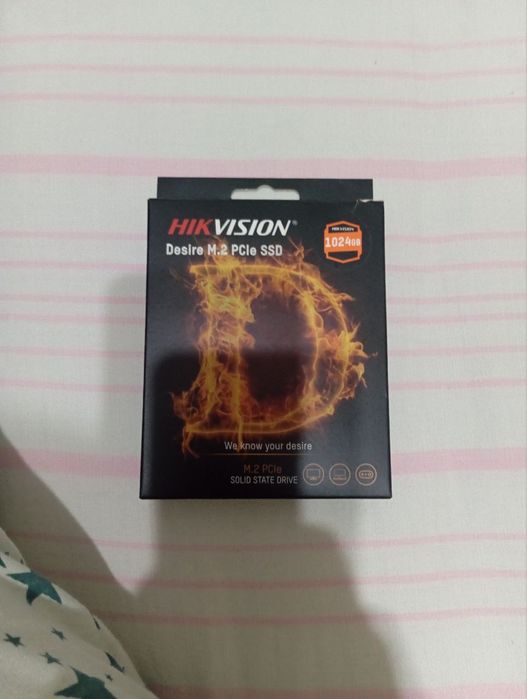 HIKVISION®
Desire M.2 PCIe SSD
HIKVISION
1024GB
D
We know your desire
M.2 PCIe
SOLID STATE DRIVE